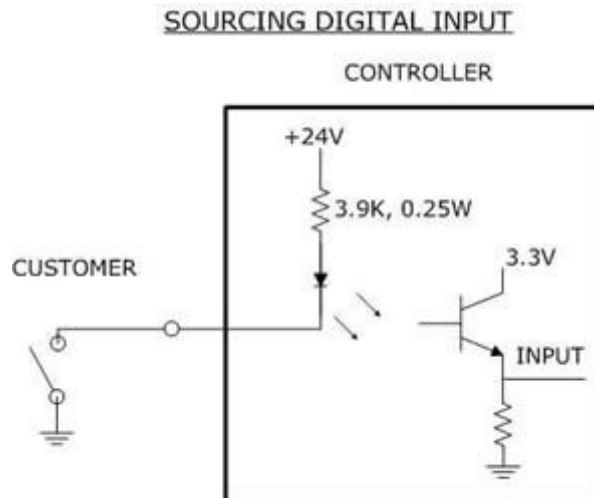 SOURCING DIGITAL INPUT
CONTROLLER
+24V
3.9K, 0.25W
CUSTOMER
3.3V
INPUT